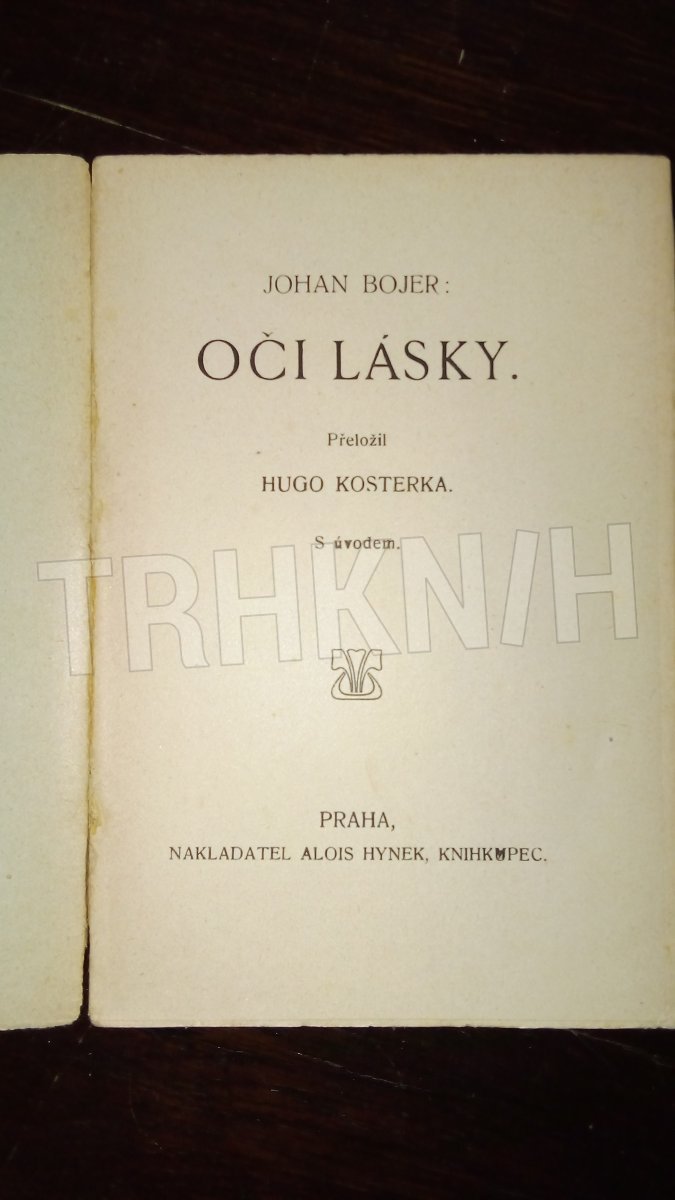 JOHAN BOJER:
OČI LÁSKY.
Přeložil
HUGO KOSTERKA.
S úvodem.
TRHKNIH
PRAHA,
NAKLADATEL ALOIS HYNEK, KNIHKUPEC.